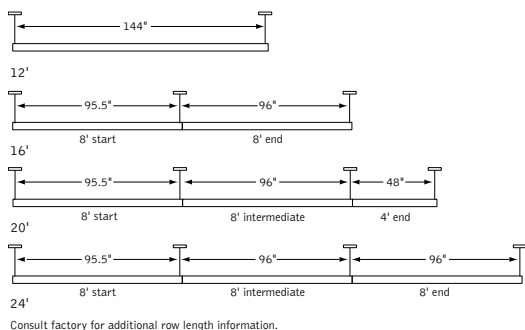 144"
12'
95.5" 96"
8' start 8' end
16'
95.5" 96" 48"
8' start 8' intermediate 4' end
20'
95.5" 96" 96"
8' start 8' intermediate 8' end
24'
Consult factory for additional row length information.